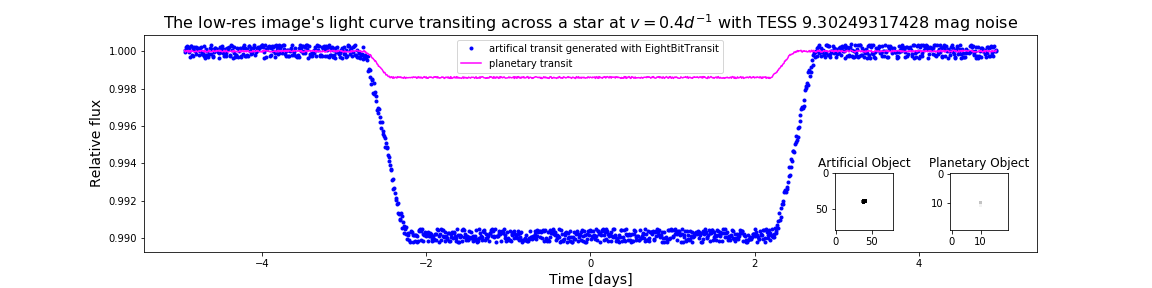 The low-res image's light curve transiting across a star at v = 0.4d⁻¹ with TESS 9.30249317428 mag noise
artifical transit generated with EightBitTransit
planetary transit
Relative flux
1.000
0.998
0.996
0.994
0.992
0.990
Artificial Object
0
50
0 50
Planetary Object
0
10
0 10
−4 −2 0 2 4
Time [days]